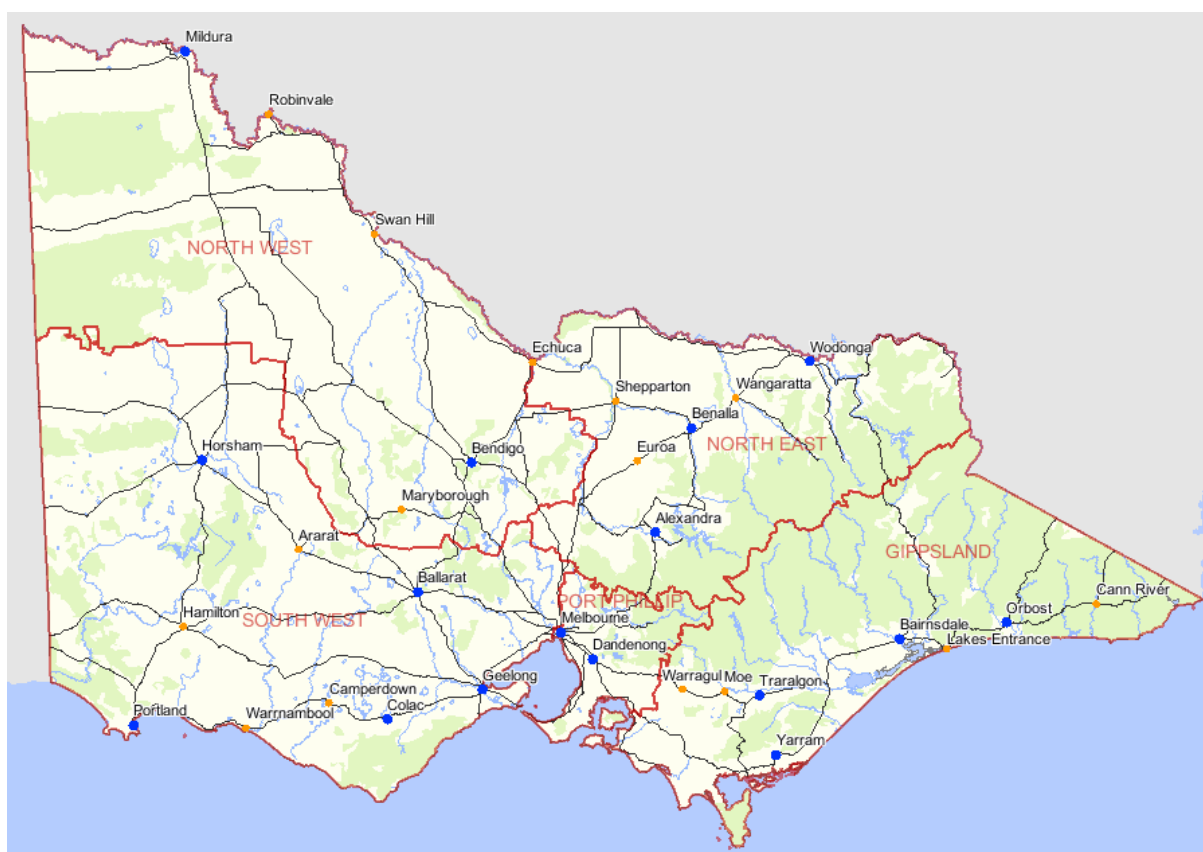 Mildura
Robinvale
Swan Hill
NORTH WEST
Echuca
Wodonga
Shepparton
Wangaratta
Benalla
NORTH EAST
Horsham
Bendigo
Euroa
Maryborough
Alexandra
Ararat
GIPPSLAND
Ballarat
Cann River
PORT PHILLIP
Hamilton
SOUTH WEST
Melbourne
Orbost
Bairnsdale
Lakes Entrance
Dandenong
Geelong
Warragul
Moe
Traralgon
Camperdown
Portland
Warrnambool
Colac
Yarram